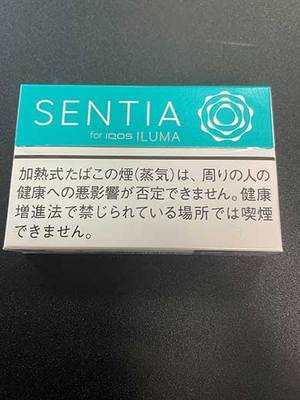 SENTIA
for IQOS ILUMA
加熱式たばこの煙(蒸気)は、周りの人の
健康への悪影響が否定できません。健康
増進法で禁じられている場所では喫煙
できません。